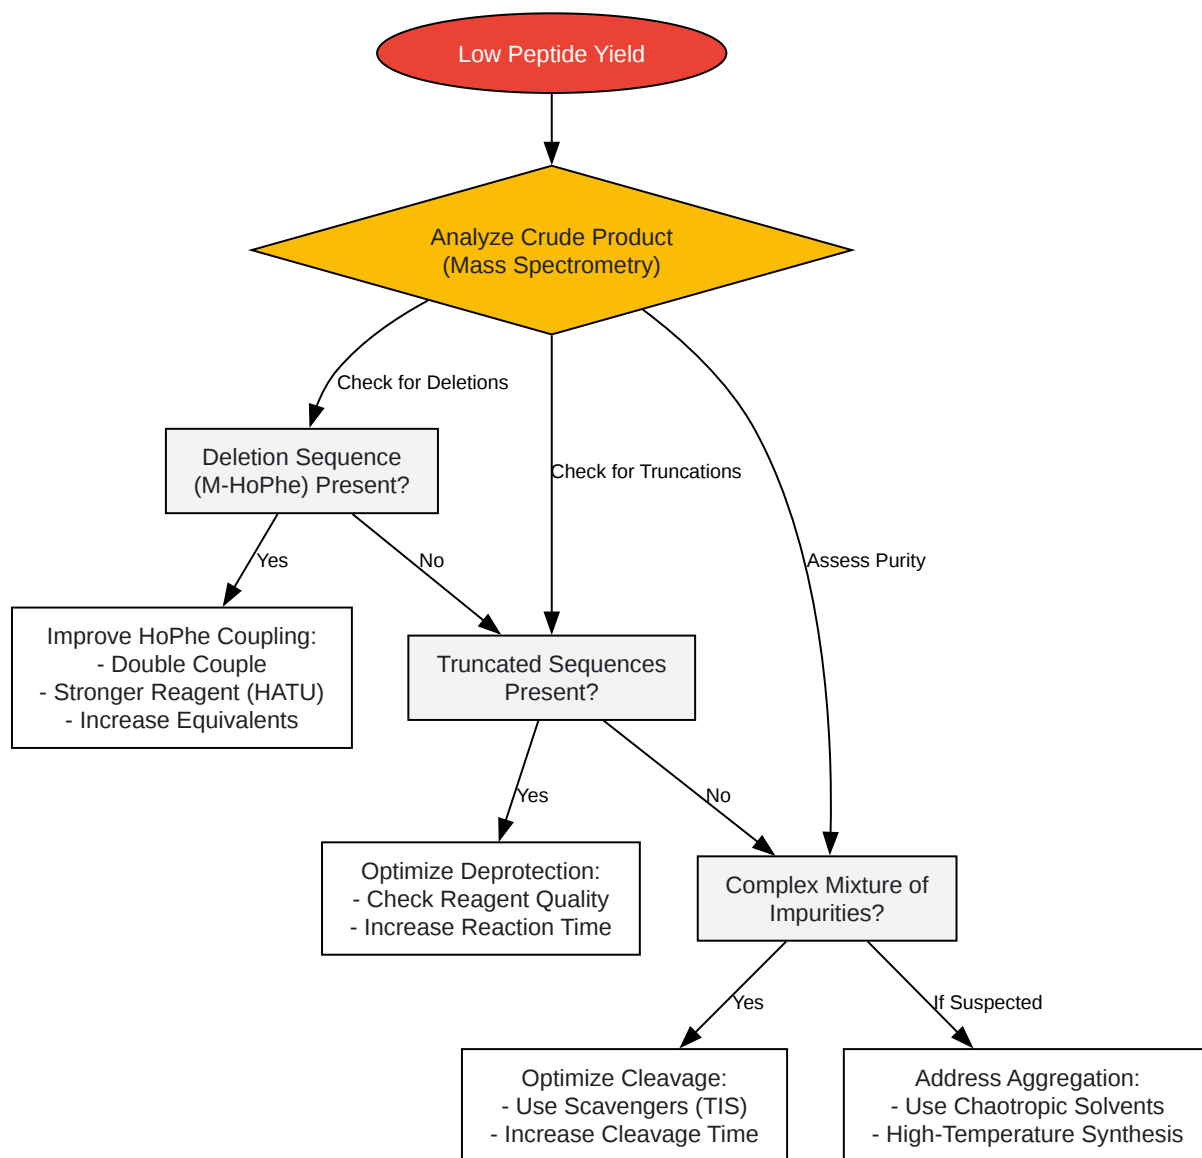 Low Peptide Yield
Analyze Crude Product
(Mass Spectrometry)
Check for Deletions
Deletion Sequence
(M-HoPhe) Present?
Check for Truncations
Assess Purity
Yes
No
Improve HoPhe Coupling:
- Double Couple
- Stronger Reagent (HATU)
- Increase Equivalents
Truncated Sequences
Present?
Yes
No
Optimize Deprotection:
- Check Reagent Quality
- Increase Reaction Time
Complex Mixture of
Impurities?
Yes
If Suspected
Optimize Cleavage:
- Use Scavengers (TIS)
- Increase Cleavage Time
Address Aggregation:
- Use Chaotropic Solvents
- High-Temperature Synthesis